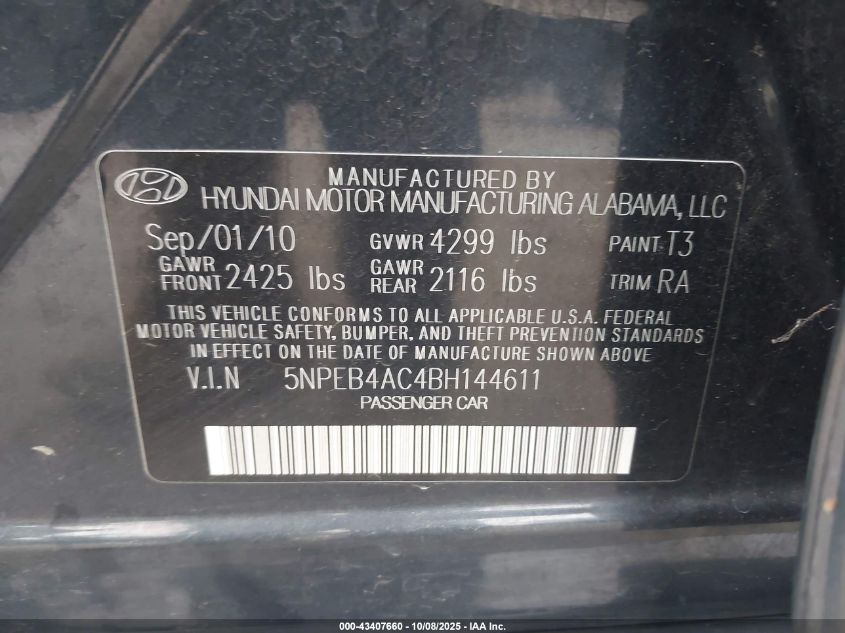 MANUFACTURED BY
HYUNDAI MOTOR MANUFACTURING ALABAMA, LLC
Sep/01/10 GVWR 4299 lbs PAINT T3
GAWR FRONT 2425 lbs GAWR REAR 2116 lbs TRIM RA
THIS VEHICLE CONFORMS TO ALL APPLICABLE U.S.A. FEDERAL
MOTOR VEHICLE SAFETY, BUMPER, AND THEFT PREVENTION STANDARDS
IN EFFECT ON THE DATE OF MANUFACTURE SHOWN ABOVE
V.I.N 5NPEB4AC4BH144611
PASSENGER CAR
000-43407660 - 10/08/2025 - IAA Inc.